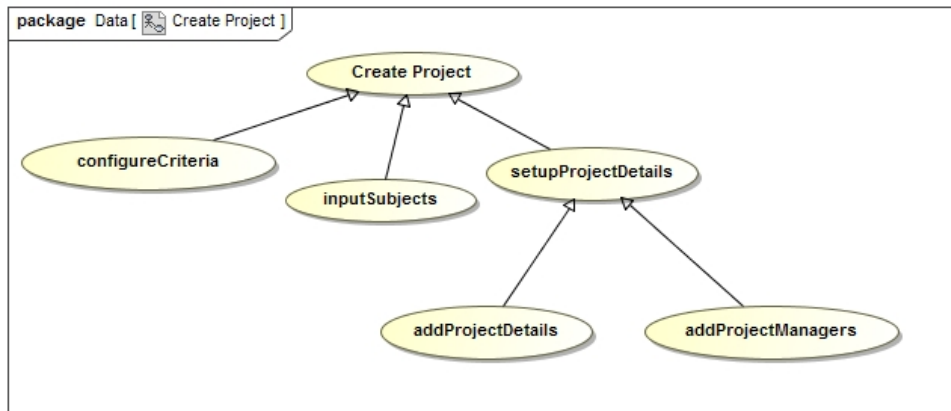 package Data [ Create Project ]
Create Project
configureCriteria
setupProjectDetails
inputSubjects
addProjectDetails
addProjectManagers